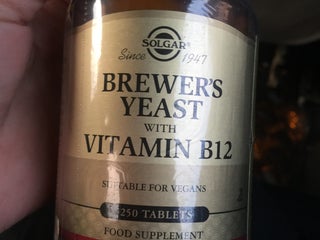 SOLGAR®
Since 1947
BREWER'S
YEAST
WITH
VITAMIN B12
SUITABLE FOR VEGANS
250 TABLETS
FOOD SUPPLEMENT